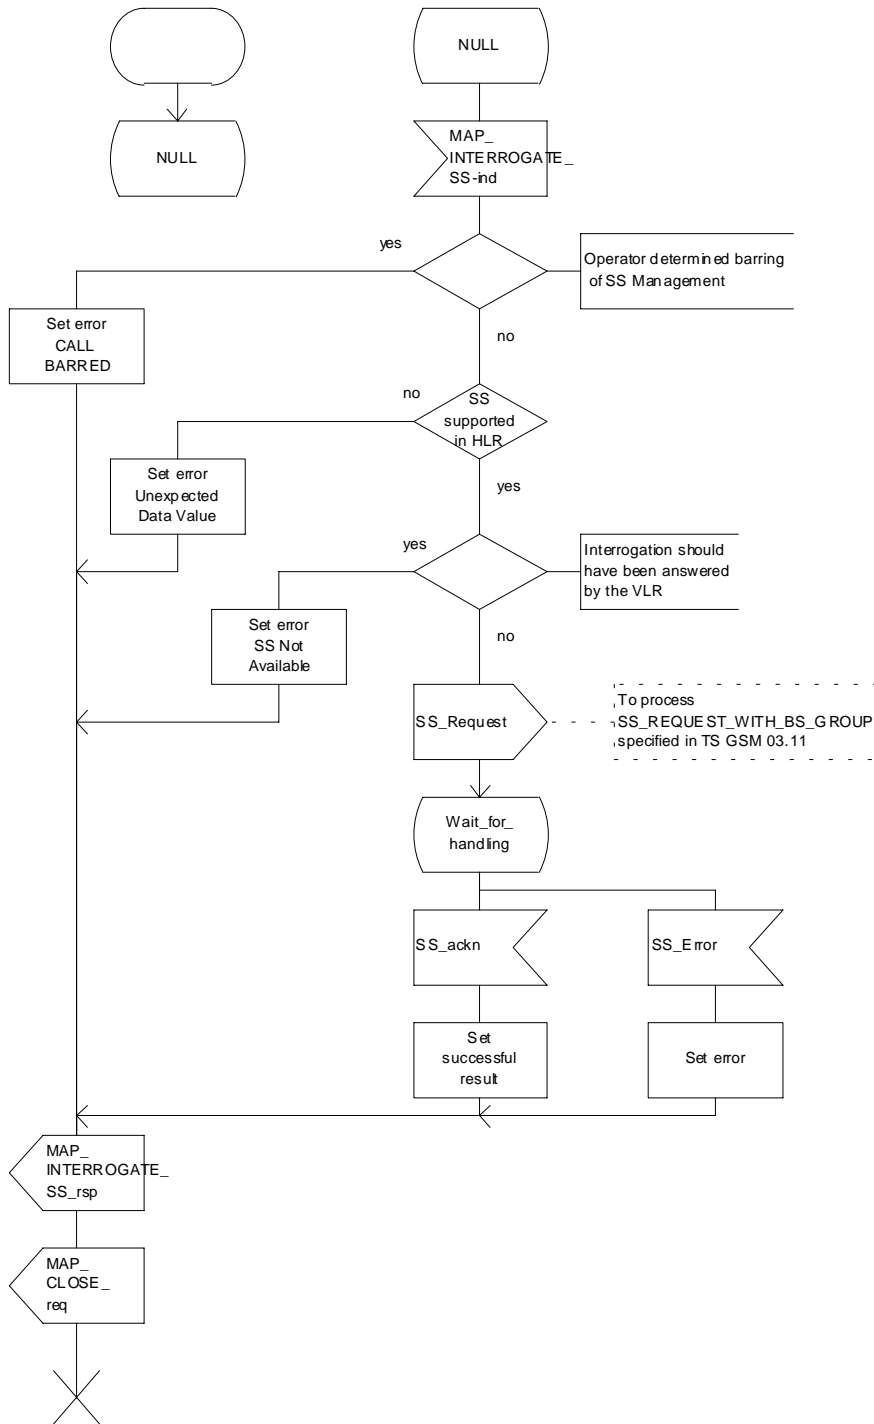 NULL
NULL
MAP_
INTERROGATE_
SS-ind
yes
Operator determined barring
of SS Management
Set error
CALL
BARRED
no
no
SS
supported
in HLR
Set error
Unexpected
Data Value
yes
yes
Interrogation should
have been answered
by the VLR
Set error
SS Not
Available
no
SS_Request
To process
SS_REQUEST_WITH_BS_GROUP
specified in TS GSM 03.11
Wait_for_
handling
SS_ackn
SS_Error
Set
successful
result
Set error
MAP_
INTERROGATE_
SS_rsp
MAP_
CLOSE_
req